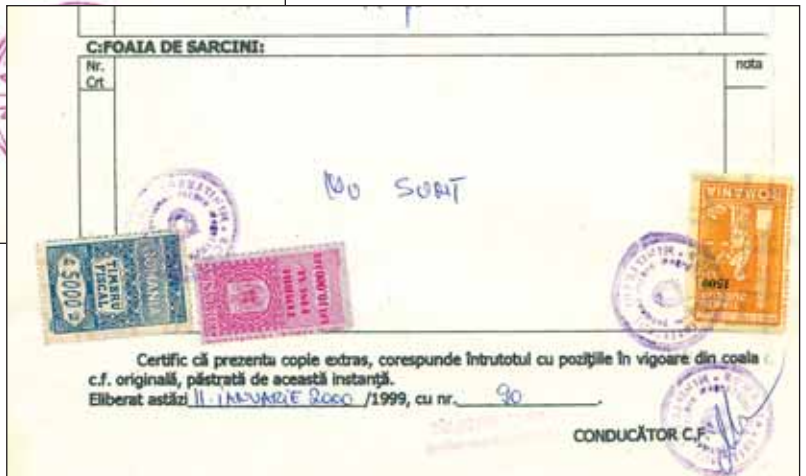 C:FOAIA DE SARCINI:
Nr.
Crt
nota
NU SUNT
ROMANIA
TIMBRU
FISCAL
5000
ROMANIA
1500
Certific că prezenta copie extras, corespunde întrutotul cu pozițiile în vigoare din coala
c.f. originală, păstrată de această instanţă.
Eliberat astăzi 11. IANUARIE 2000 /1999, cu nr. 90 .
CONDUCĂTOR C.F.